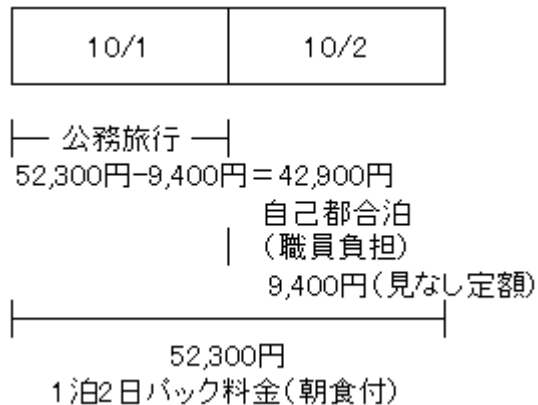 10/1 10/2
公務旅行
52,300円-9,400円=42,900円
自己都合泊
(職員負担)
9,400円(見なし定額)
52,300円
1泊2日パック料金(朝食付)